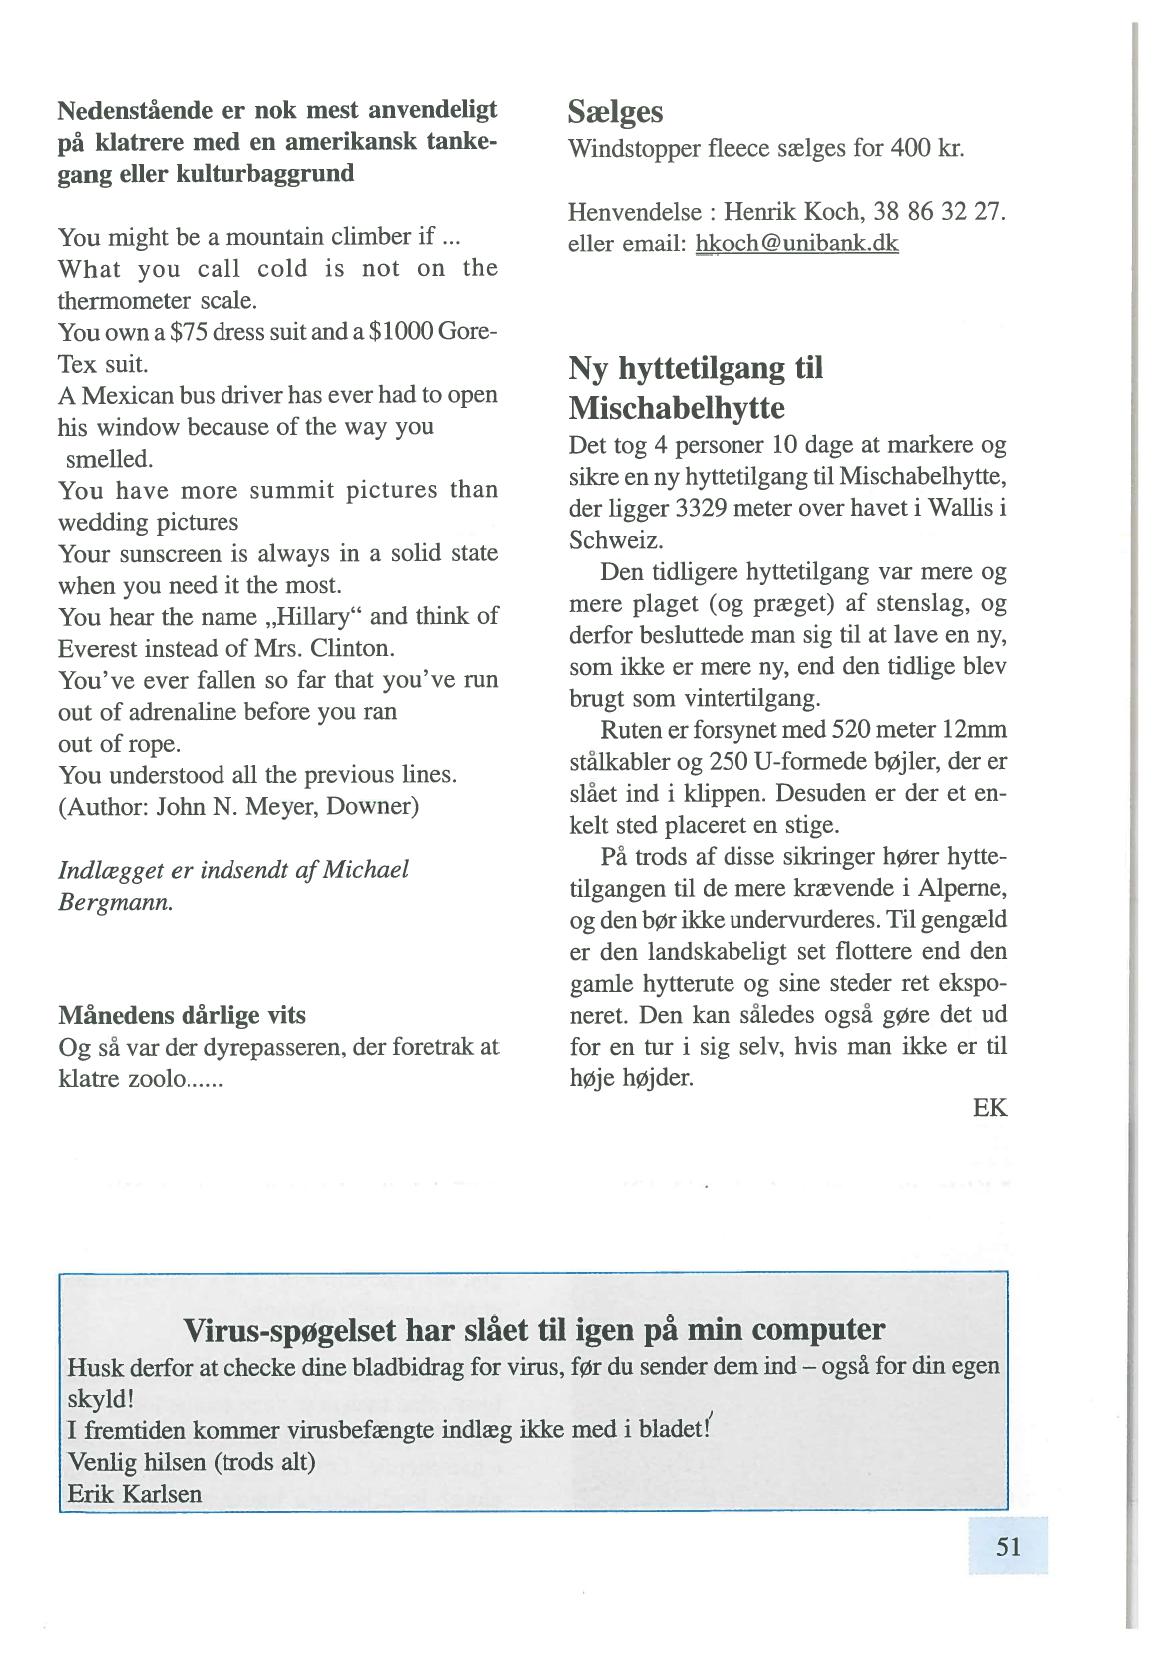 Nedenstående er nok mest anvendeligt
på klatrere med en amerikansk tanke-
gang eller kulturbaggrund
You might be a mountain climber if ...
What you call cold is not on the
thermometer scale.
You own a $75 dress suit and a $1000 Gore-
Tex suit.
A Mexican bus driver has ever had to open
his window because of the way you
smelled.
You have more summit pictures than
wedding pictures
Your sunscreen is always in a solid state
when you need it the most.
You hear the name „Hillary“ and think of
Everest instead of Mrs. Clinton.
You've ever fallen so far that you've run
out of adrenaline before you ran
out of rope.
You understood all the previous lines.
(Author: John N. Meyer, Downer)
Indlægget er indsendt af Michael
Bergmann.
Månedens dårlige vits
Og så var der dyrepasseren, der foretrak at
klatre zoolo......
Sælges
Windstopper fleece sælges for 400 kr.
Henvendelse : Henrik Koch, 38 86 32 27.
eller email: hkoch@unibank.dk
Ny hyttetilgang til
Mischabelhytte
Det tog 4 personer 10 dage at markere og
sikre en ny hyttetilgang til Mischabelhytte,
der ligger 3329 meter over havet i Wallis i
Schweiz.
Den tidligere hyttetilgang var mere og
mere plaget (og præget) af stenslag, og
derfor besluttede man sig til at lave en ny,
som ikke er mere ny, end den tidlige blev
brugt som vintertilgang.
Ruten er forsynet med 520 meter 12mm
stålkabler og 250 U-formede bøjler, der er
slået ind i klippen. Desuden er der et en-
kelt sted placeret en stige.
På trods af disse sikringer hører hytte-
tilgangen til de mere krævende i Alperne,
og den bør ikke undervurderes. Til gengæld
er den landskabeligt set flottere end den
gamle hytterute og sine steder ret ekspo-
neret. Den kan således også gøre det ud
for en tur i sig selv, hvis man ikke er til
høje højder.
EK
Virus-spøgelset har slået til igen på min computer
Husk derfor at checke dine bladbidrag for virus, før du sender dem ind – også for din egen
skyld!
I fremtiden kommer virusbefængte indlæg ikke med i bladet!
Venlig hilsen (trods alt)
Erik Karlsen
51